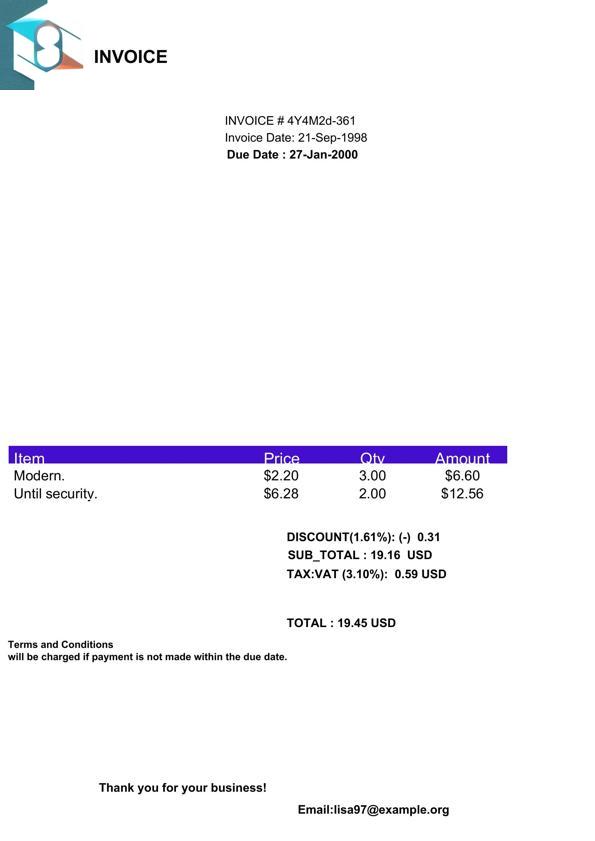 INVOICE
INVOICE # 4Y4M2d-361
Invoice Date: 21-Sep-1998
Due Date : 27-Jan-2000
Item Price Qty Amount
Modern. $2.20 3.00 $6.60
Until security. $6.28 2.00 $12.56
DISCOUNT(1.61%): (-) 0.31
SUB_TOTAL : 19.16 USD
TAX:VAT (3.10%): 0.59 USD
TOTAL : 19.45 USD
Terms and Conditions
will be charged if payment is not made within the due date.
Thank you for your business!
Email:lisa97@example.org